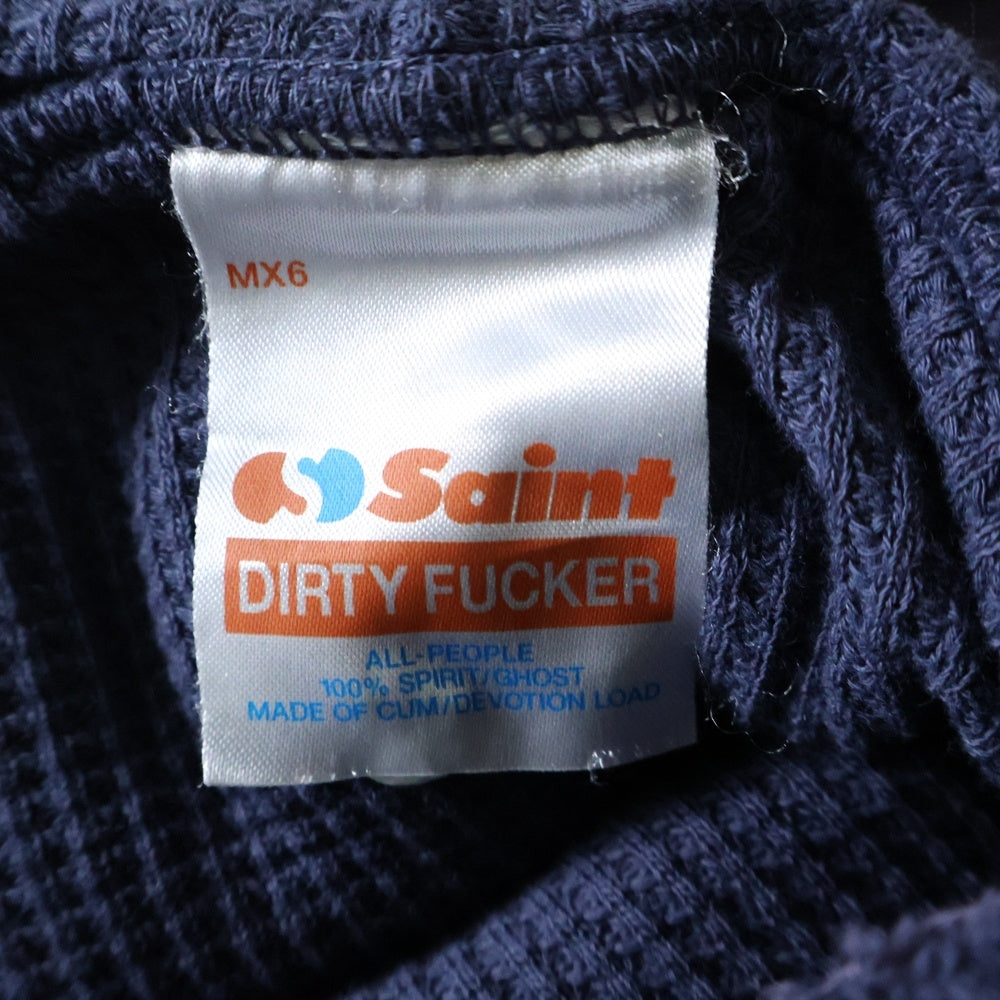 MX6
Saint
DIRTY FUCKER
ALL-PEOPLE
100% SPIRIT/GHOST
MADE OF CUM/DEVOTION LOAD